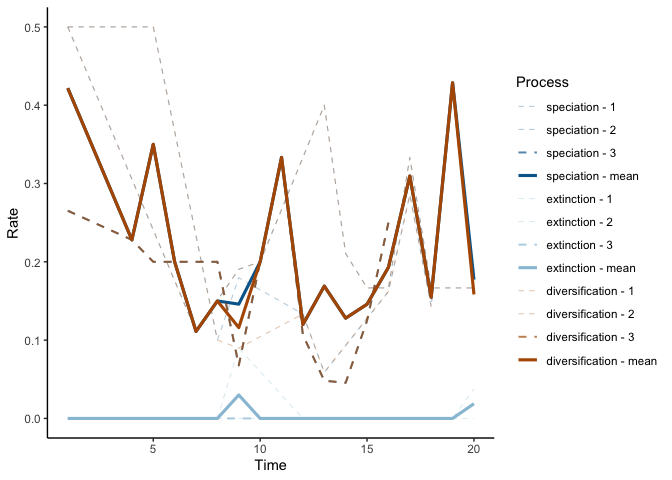 0.5
0.4
0.3
0.2
0.1
0.0
Rate
5
10
15
20
Time
Process
speciation - 1
speciation - 2
speciation - 3
speciation - mean
extinction - 1
extinction - 2
extinction - 3
extinction - mean
diversification - 1
diversification - 2
diversification - 3
diversification - mean